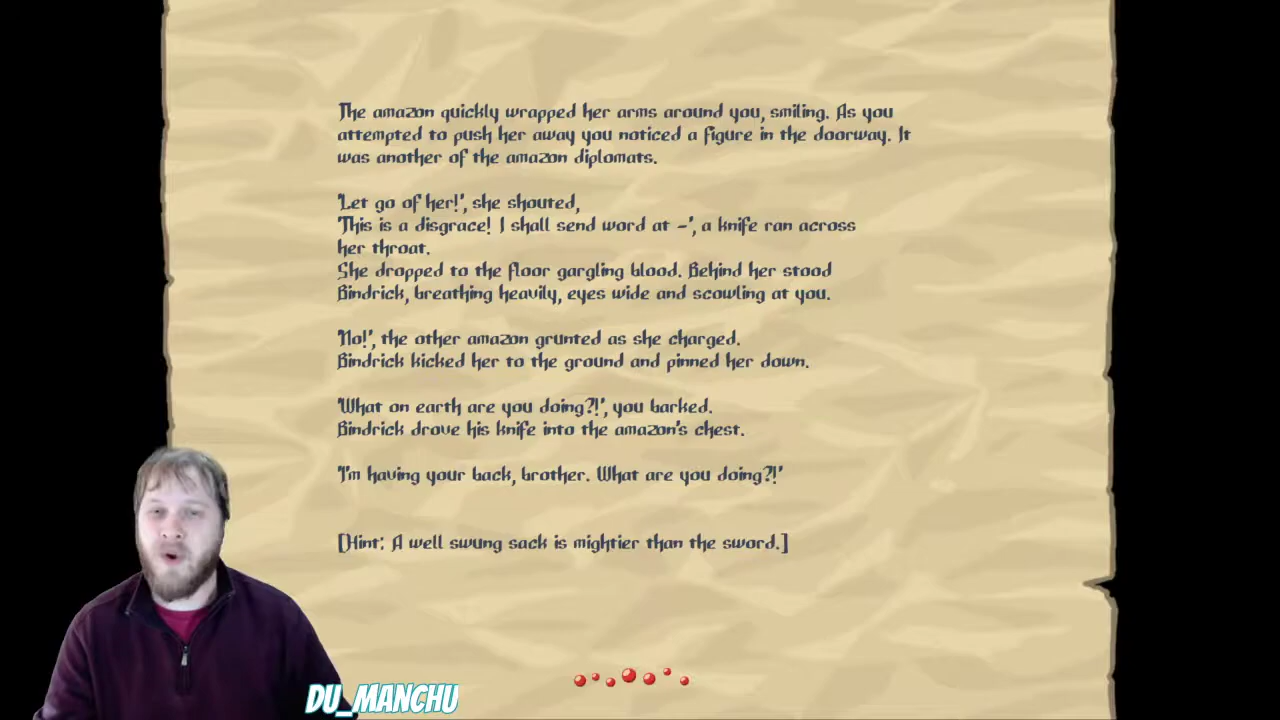 The amazon quickly wrapped her arms around you, smiling. As you
attempted to push her away you noticed a figure in the doorway. It
was another of the amazon diplomats.
'Let go of her!', she shouted,
'This is a disgrace! I shall send word at -', a knife ran across
her throat.
She dropped to the floor gargling blood. Behind her stood
Bindrick, breathing heavily, eyes wide and scowling at you.
'No!', the other amazon grunted as she charged.
Bindrick kicked her to the ground and pinned her down.
'What on earth are you doing?!', you barked.
Bindrick drove his knife into the amazon's chest.
'I'm having your back, brother. What are you doing?!'
[Hint: A well swung sack is mightier than the sword.]
DU_MANCHU